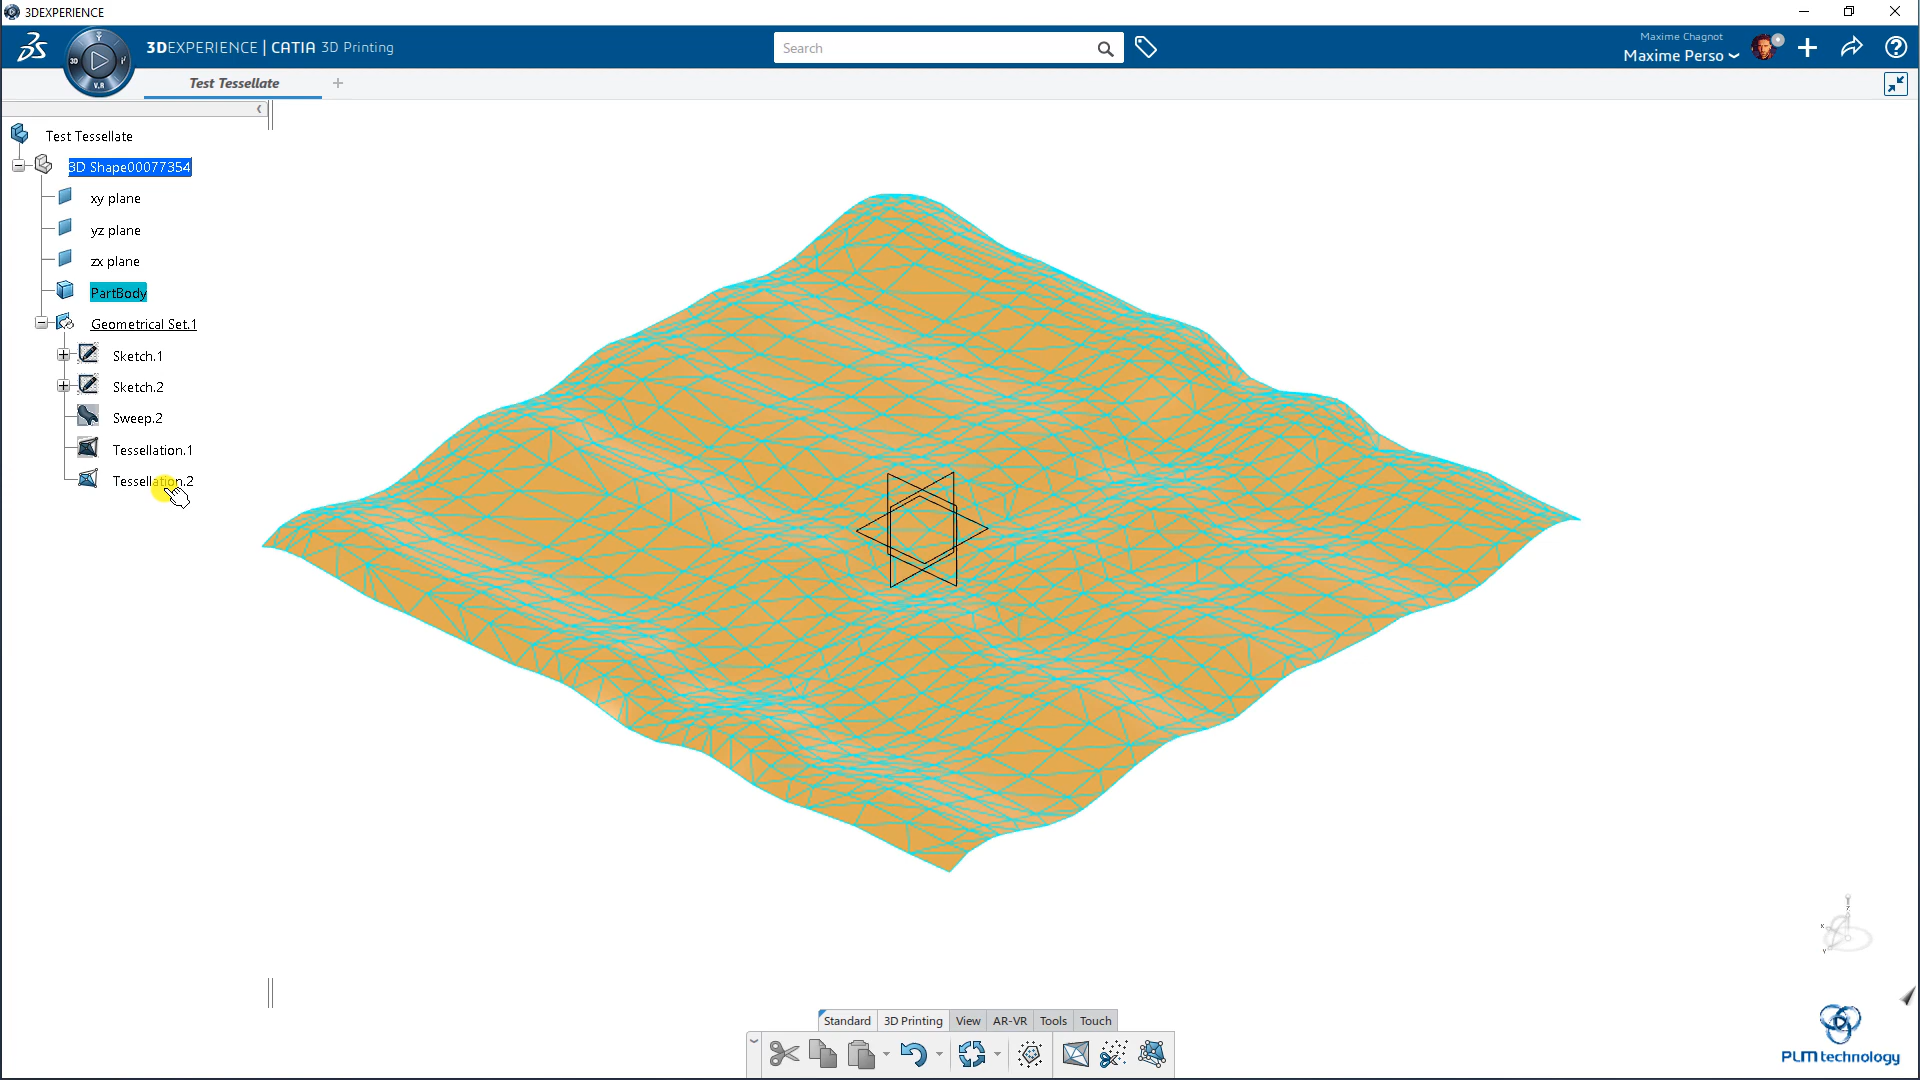 3DEXPERIENCE
3DEXPERIENCE | CATIA 3D Printing
Search
Maxime Chagnot
Maxime Perso
3D
V.R
Test Tessellate
Test Tessellate
3D Shape00077354
xy plane
yz plane
zx plane
PartBody
Geometrical Set.1
Sketch.1
Sketch.2
Sweep.2
Tessellation.1
Tessellation.2
Standard
3D Printing
View
AR-VR
Tools
Touch
PLM technology